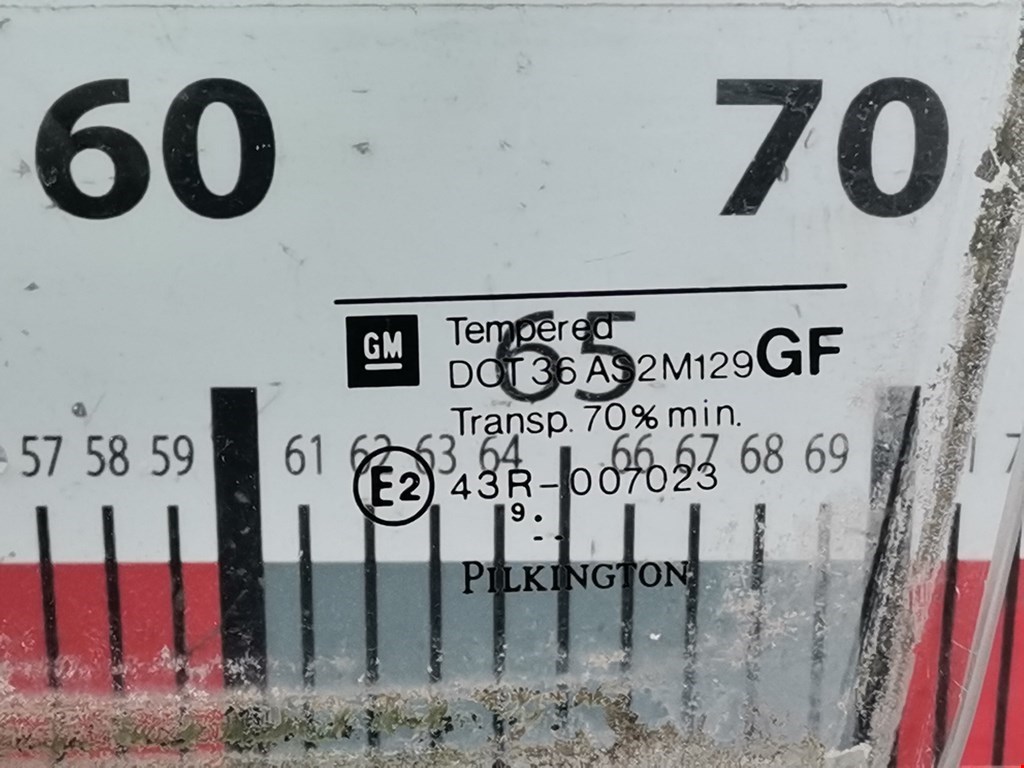 60 70
GM Tempered
65
DOT 36 AS2M129 GF
Transp. 70% min.
57 58 59 61 62 63 64 66 67 68 69
E2 43R-007023
9.
PILKINGTON